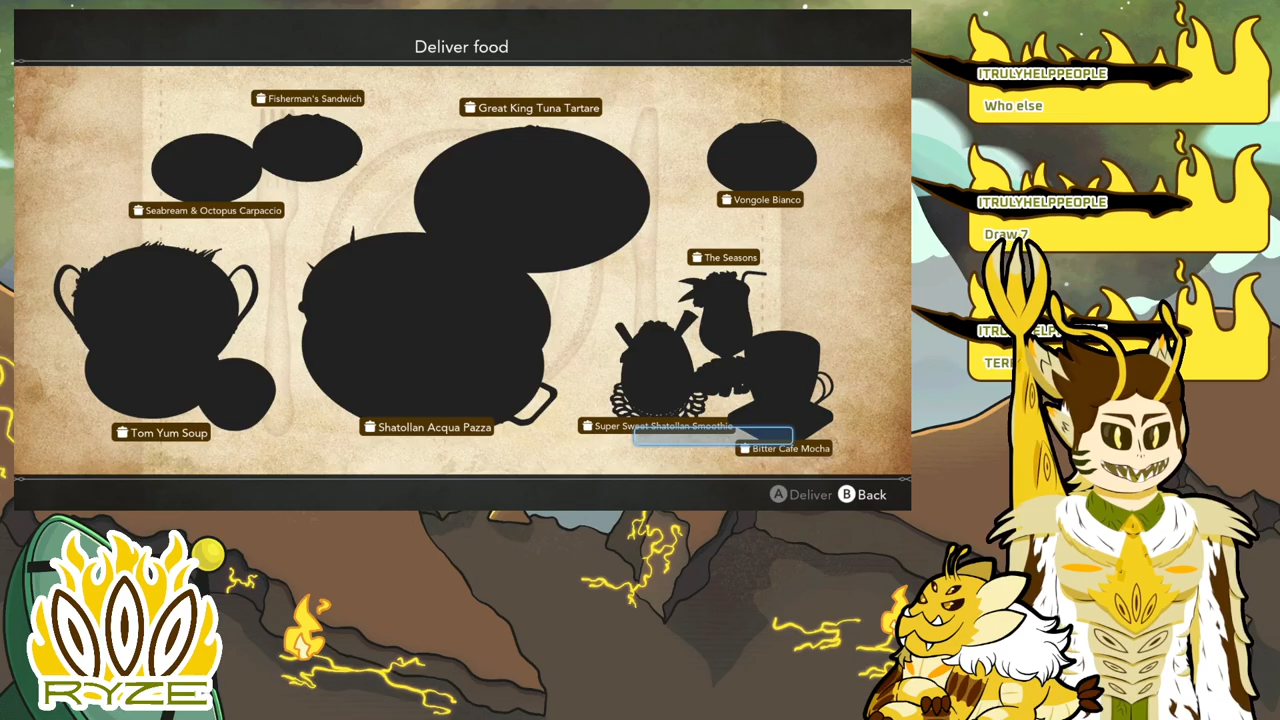 Deliver food
Fisherman's Sandwich
Great King Tuna Tartare
Seabream & Octopus Carpaccio
Vongole Bianco
The Seasons
Tom Yum Soup
Shatollan Acqua Pazza
Super Sweet Shatollan Smoothie
Bitter Cafe Mocha
A Deliver B Back
ITRULYHELPPEOPLE
Who else
ITRULYHELPPEOPLE
Draw 7
RYZE